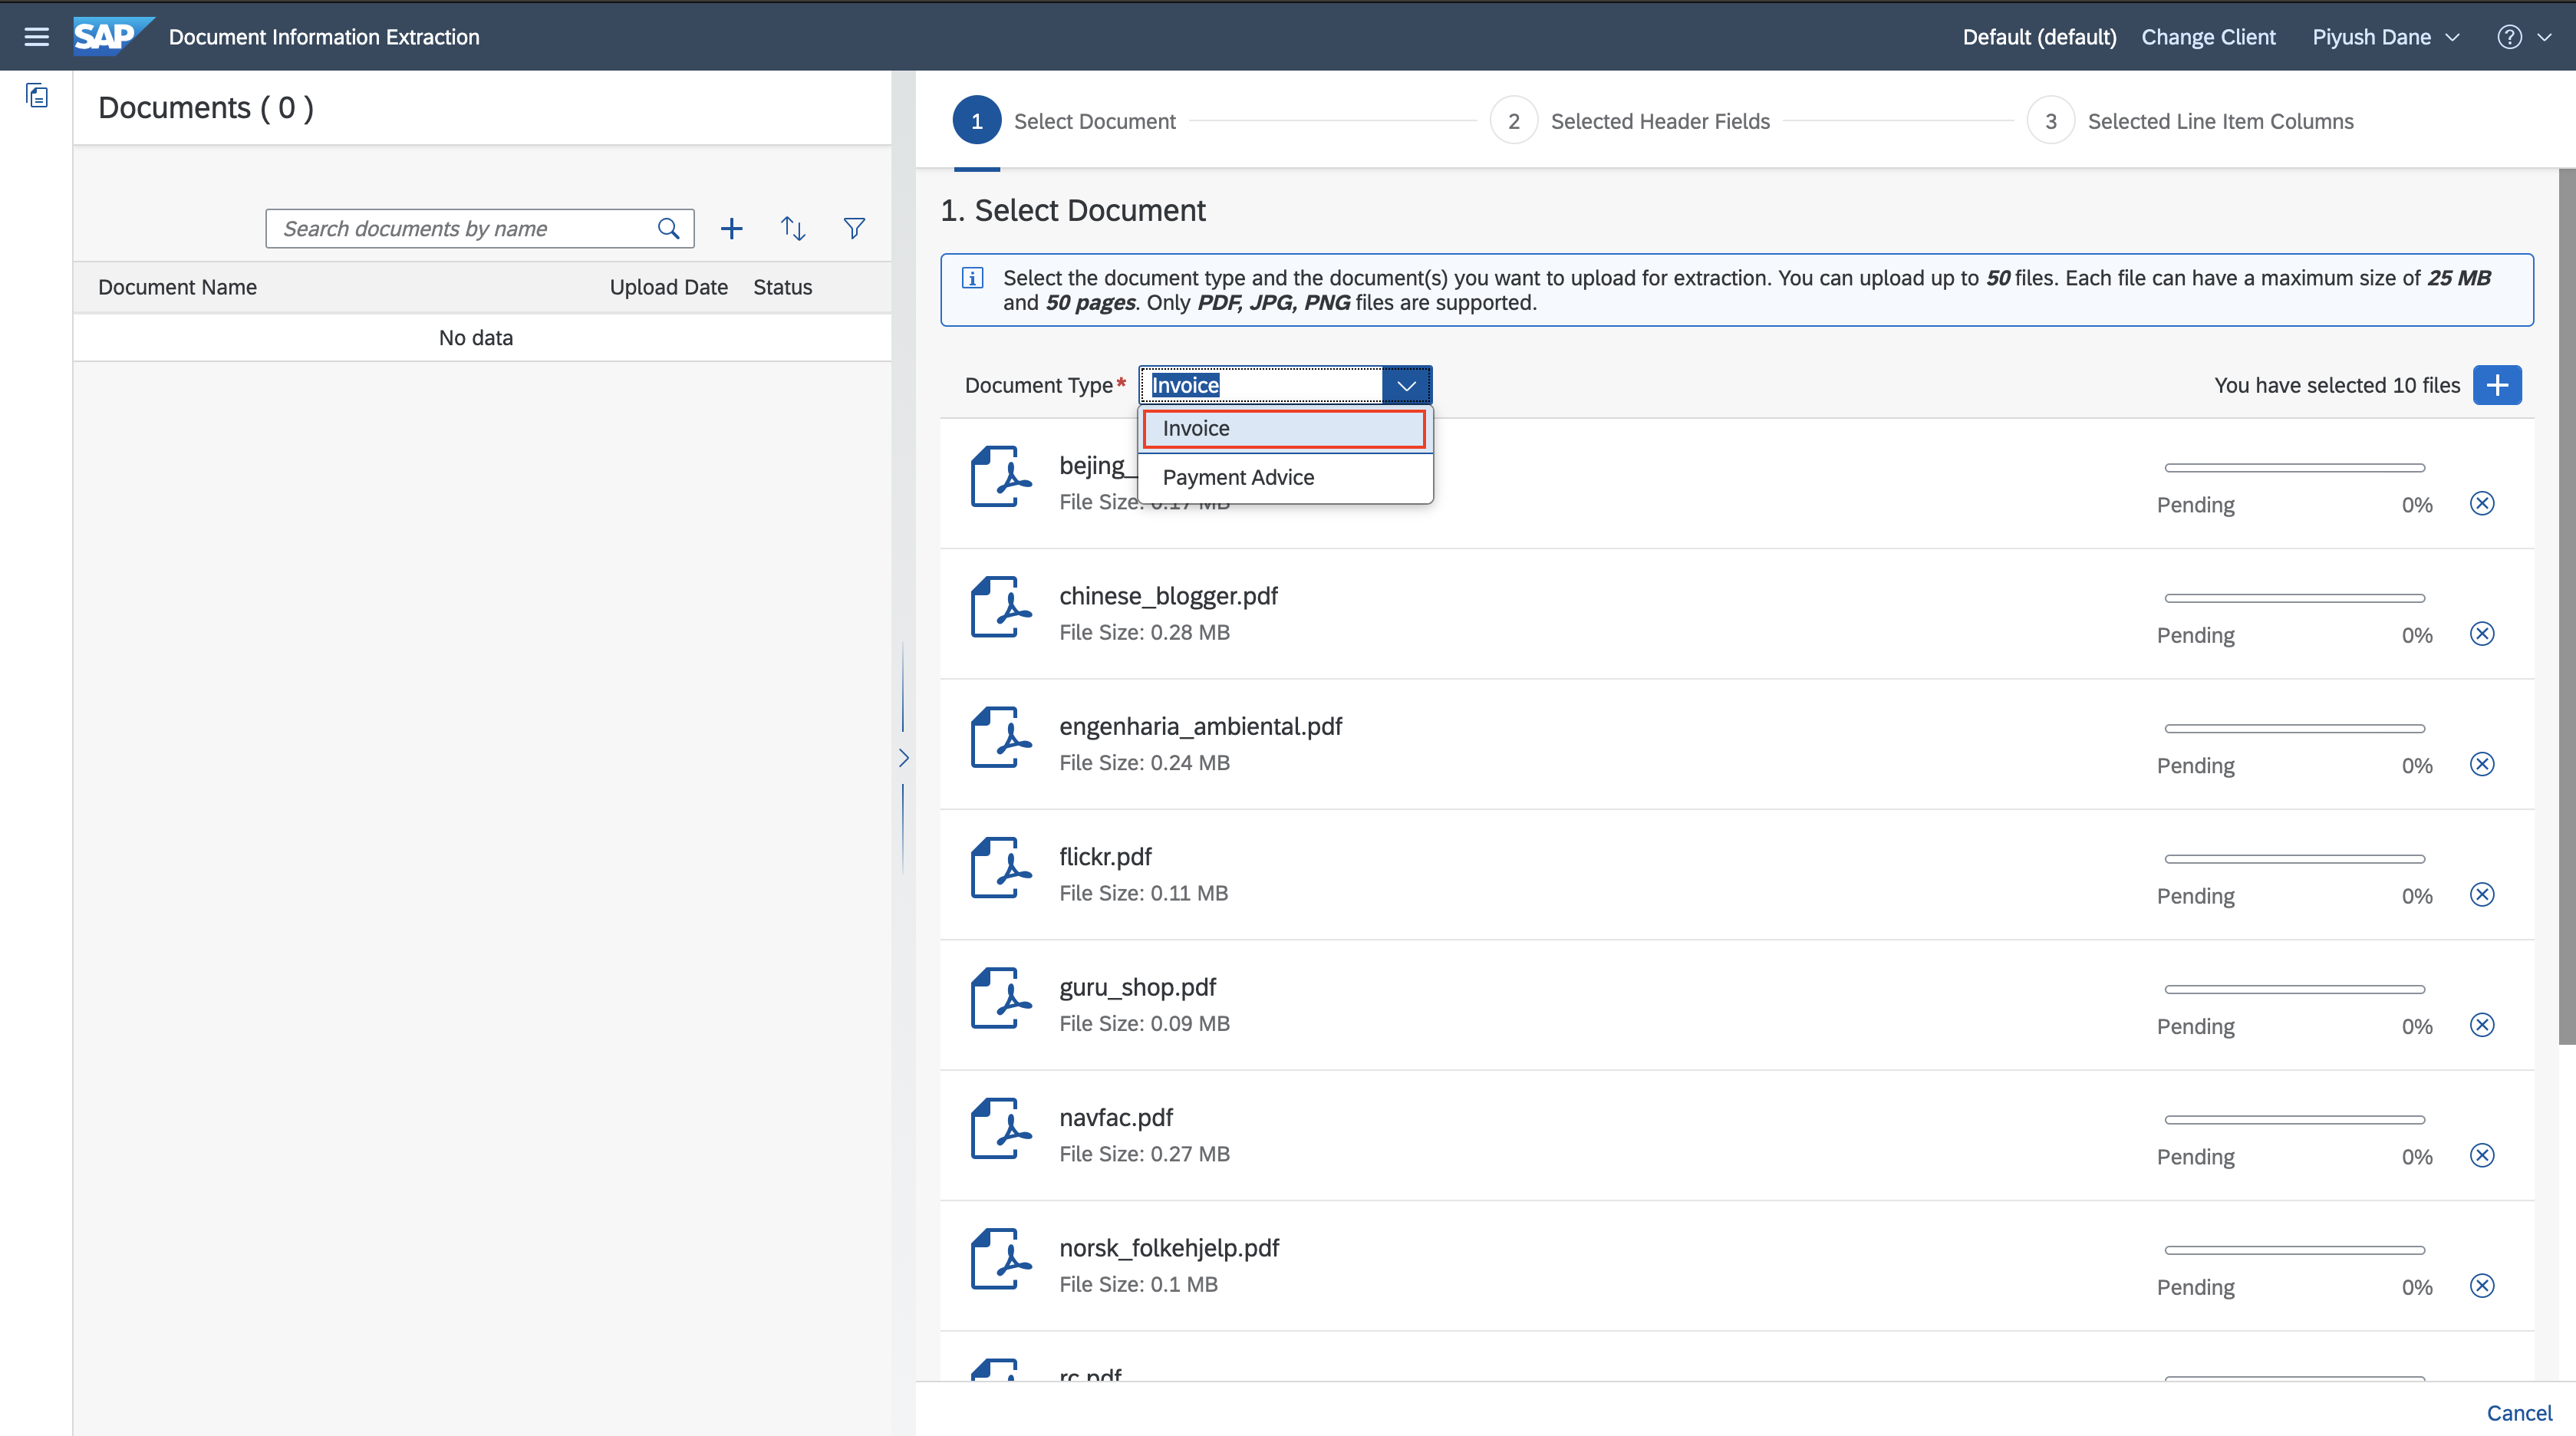 SAP Document Information Extraction
Default (default) Change Client Piyush Dane ?
Documents ( 0 )
Search documents by name
Document Name Upload Date Status
No data
1 Select Document 2 Selected Header Fields 3 Selected Line Item Columns
1. Select Document
Select the document type and the document(s) you want to upload for extraction. You can upload up to 50 files. Each file can have a maximum size of 25 MB
and 50 pages. Only PDF, JPG, PNG files are supported.
Document Type* Invoice You have selected 10 files
Invoice
Payment Advice
bejing_
File Size: 0.17 MB
Pending 0%
chinese_blogger.pdf
File Size: 0.28 MB
Pending 0%
engenharia_ambiental.pdf
File Size: 0.24 MB
Pending 0%
flickr.pdf
File Size: 0.11 MB
Pending 0%
guru_shop.pdf
File Size: 0.09 MB
Pending 0%
navfac.pdf
File Size: 0.27 MB
Pending 0%
norsk_folkehjelp.pdf
File Size: 0.1 MB
Pending 0%
rc.pdf
Cancel